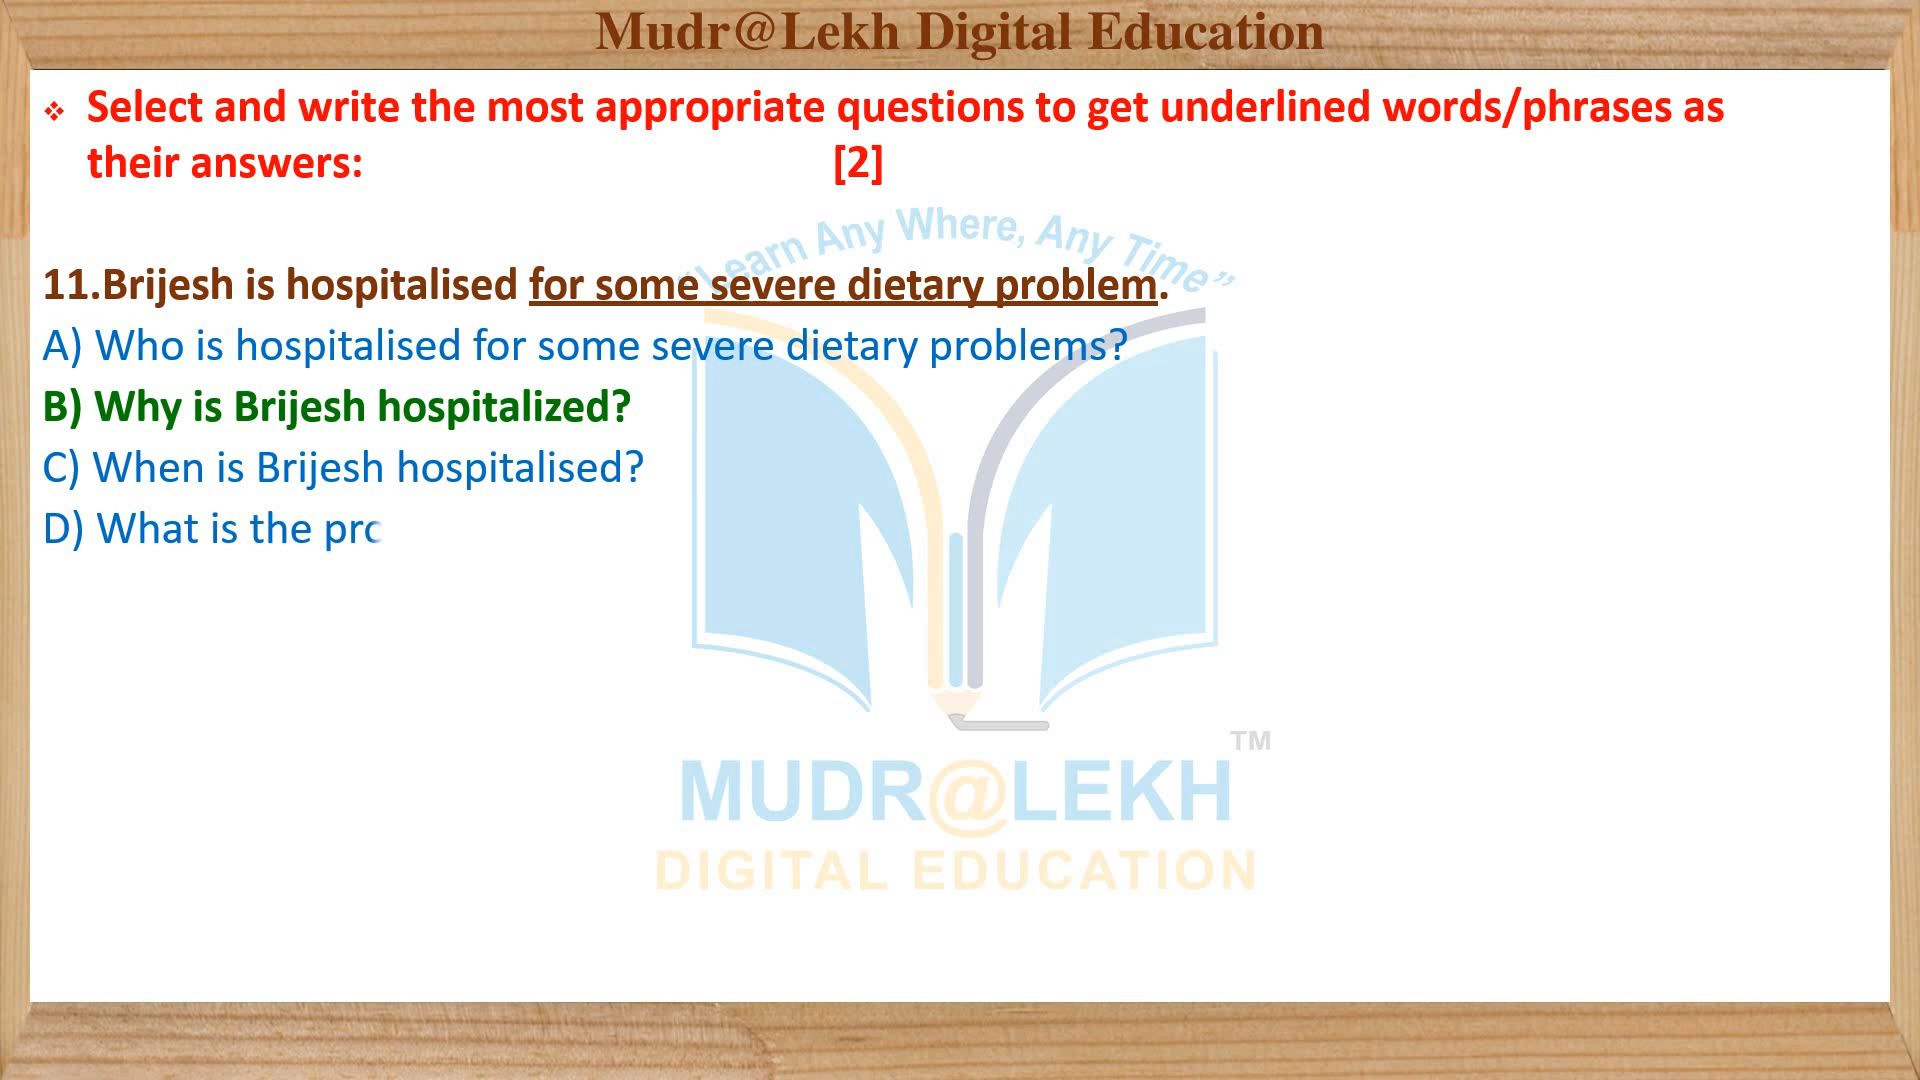 Mudr@Lekh Digital Education
❖ Select and write the most appropriate questions to get underlined words/phrases as
their answers: [2]
"Learn Any Where, Any Time"
11.Brijesh is hospitalised for some severe dietary problem.
A) Who is hospitalised for some severe dietary problems?
B) Why is Brijesh hospitalized?
C) When is Brijesh hospitalised?
D) What is the
TM
MUDR@LEKH
DIGITAL EDUCATION